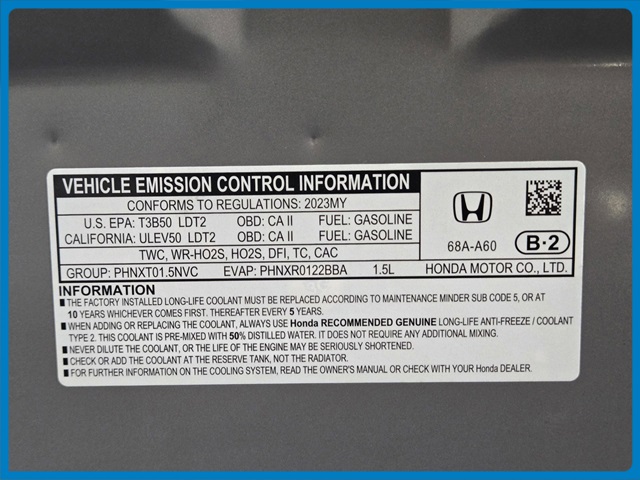 VEHICLE EMISSION CONTROL INFORMATION
CONFORMS TO REGULATIONS: 2023MY
U.S. EPA: T3B50 LDT2 OBD: CA II FUEL: GASOLINE
CALIFORNIA: ULEV50 LDT2 OBD: CA II FUEL: GASOLINE
TWC, WR-HO2S, HO2S, DFI, TC, CAC
68A-A60 B·2
GROUP: PHNXT01.5NVC EVAP: PHNXR0122BBA 1.5L HONDA MOTOR CO., LTD.
INFORMATION
■ THE FACTORY INSTALLED LONG-LIFE COOLANT MUST BE REPLACED ACCORDING TO MAINTENANCE MINDER SUB CODE 5, OR AT
10 YEARS WHICHEVER COMES FIRST. THEREAFTER EVERY 5 YEARS.
■ WHEN ADDING OR REPLACING COOLANT, ALWAYS USE Honda RECOMMENDED GENUINE LONG-LIFE ANTI-FREEZE / COOLANT
TYPE 2. THIS COOLANT IS PRE-MIXED WITH 50% DISTILLED WATER. IT DOES NOT REQUIRE ANY ADDITIONAL MIXING.
■ NEVER DILUTE THE COOLANT, OR THE LIFE OF THE ENGINE MAY BE SERIOUSLY SHORTENED.
■ CHECK OR ADD THE COOLANT AT THE RESERVE TANK, NOT THE RADIATOR.
■ FOR FURTHER INFORMATION ON THE COOLING SYSTEM, READ THE OWNER'S MANUAL OR CHECK WITH YOUR Honda DEALER.